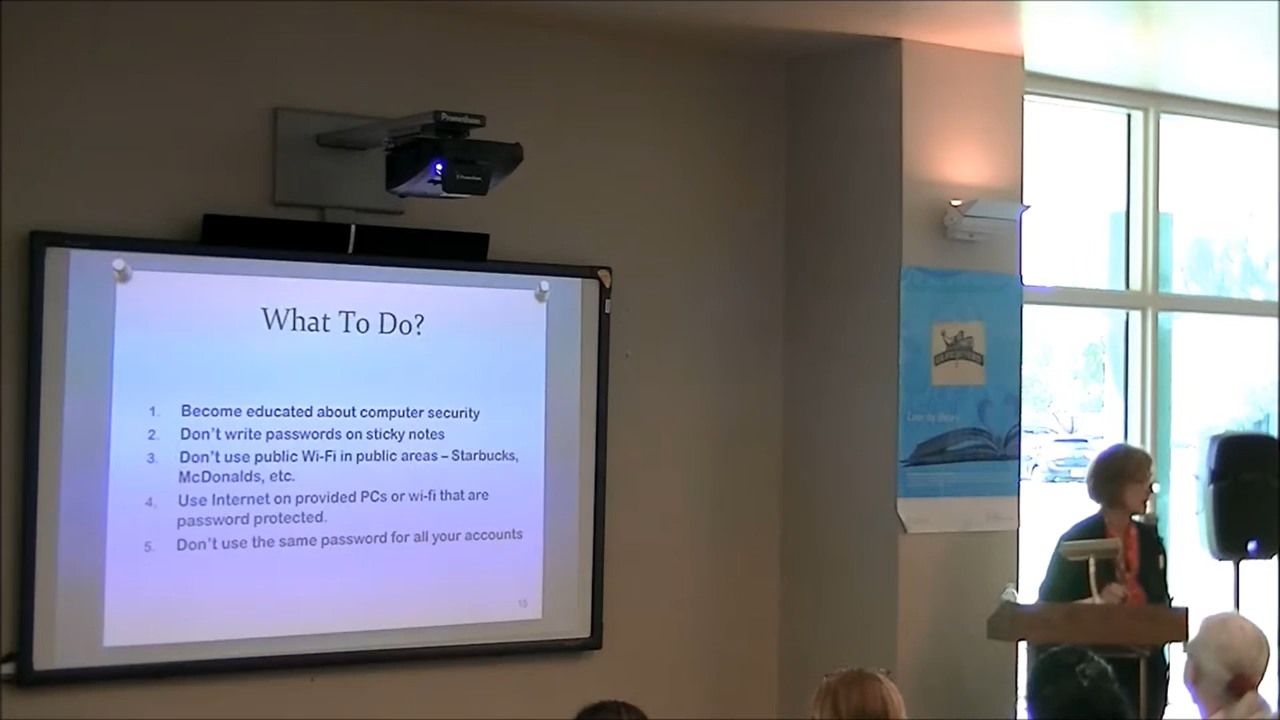 Promethean
What To Do?
1. Become educated about computer security
2. Don't write passwords on sticky notes
3. Don't use public Wi-Fi in public areas – Starbucks,
McDonalds, etc.
4. Use Internet on provided PCs or wi-fi that are
password protected.
5. Don't use the same password for all your accounts
15